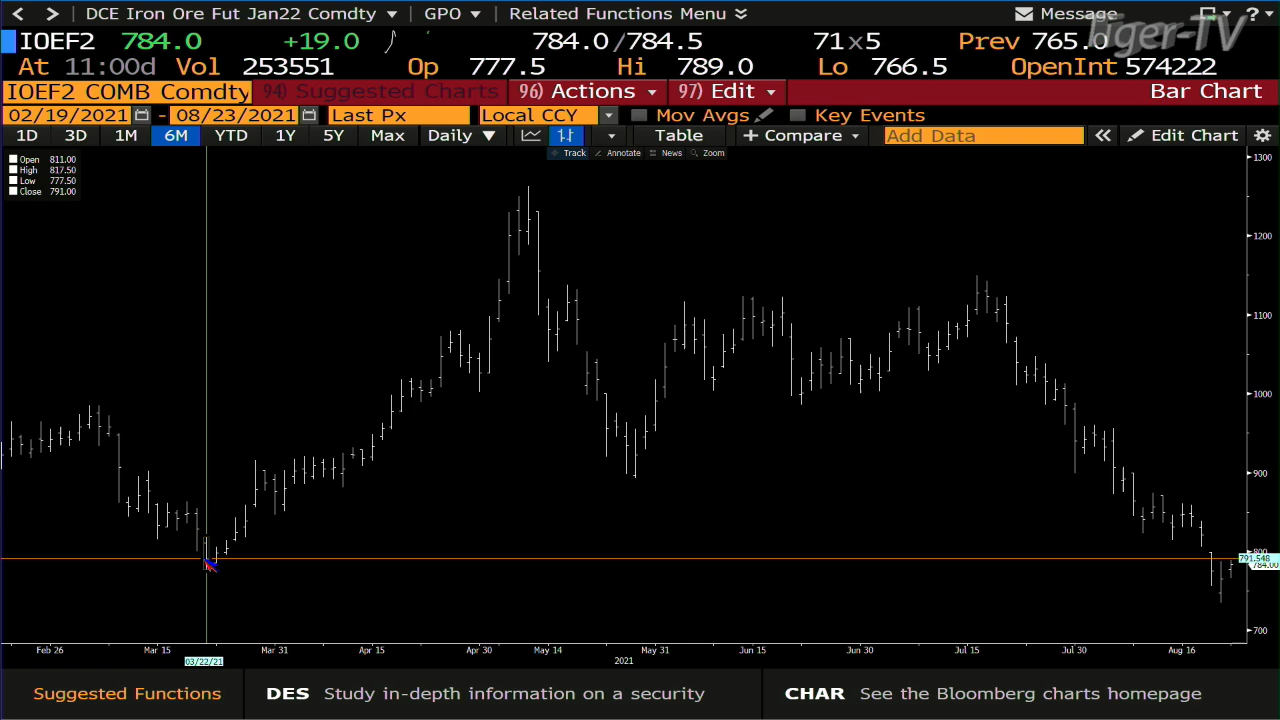 DCE Iron Ore Fut Jan22 Comdty GPO Related Functions Menu Message ?
Tiger-TV
IOEF2 784.0 +19.0 784.0/784.5 71x5 Prev 765.0
At 11:00d Vol 253551 Op 777.5 Hi 789.0 Lo 766.5 OpenInt 574222
IOEF2 COMB Comdty 94) Suggested Charts 96) Actions 97) Edit Bar Chart
02/19/2021 - 08/23/2021 Last Px Local CCY Mov Avgs Key Events
1D 3D 1M 6M YTD 1Y 5Y Max Daily Table + Compare Add Data Edit Chart
Track Annotate News Zoom
Open 811.00
High 817.50
Low 777.50
Close 791.00
1300
1200
1100
1000
900
800
791.548
784.00
700
Feb 26 Mar 15 Mar 31 Apr 15 Apr 30 May 14 May 31 Jun 15 Jun 30 Jul 15 Jul 30 Aug 16
03/22/21 2021
Suggested Functions DES Study in-depth information on a security CHAR See the Bloomberg charts homepage